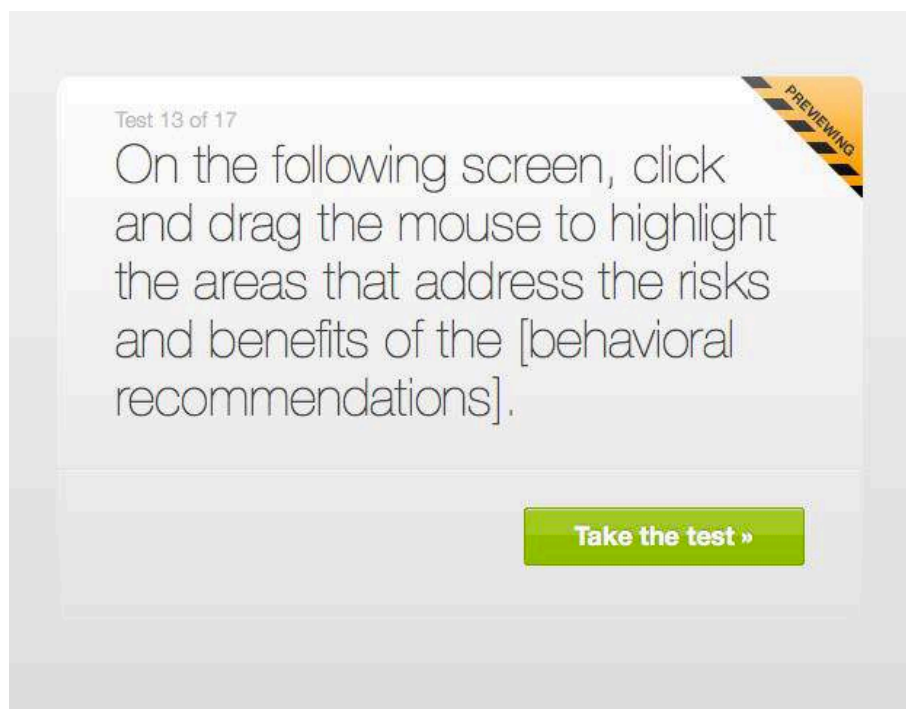 PREVIEWING
Test 13 of 17
On the following screen, click
and drag the mouse to highlight
the areas that address the risks
and benefits of the [behavioral
recommendations].
Take the test »